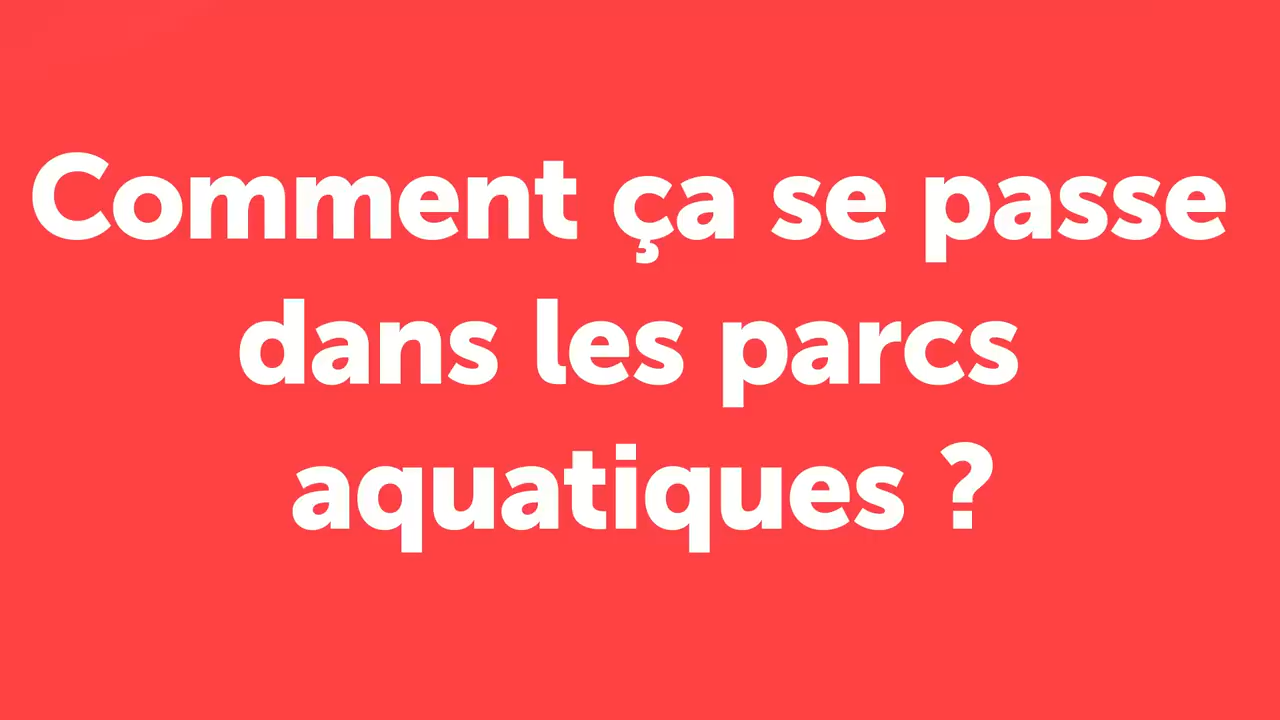 Comment ça se passe
dans les parcs
aquatiques ?